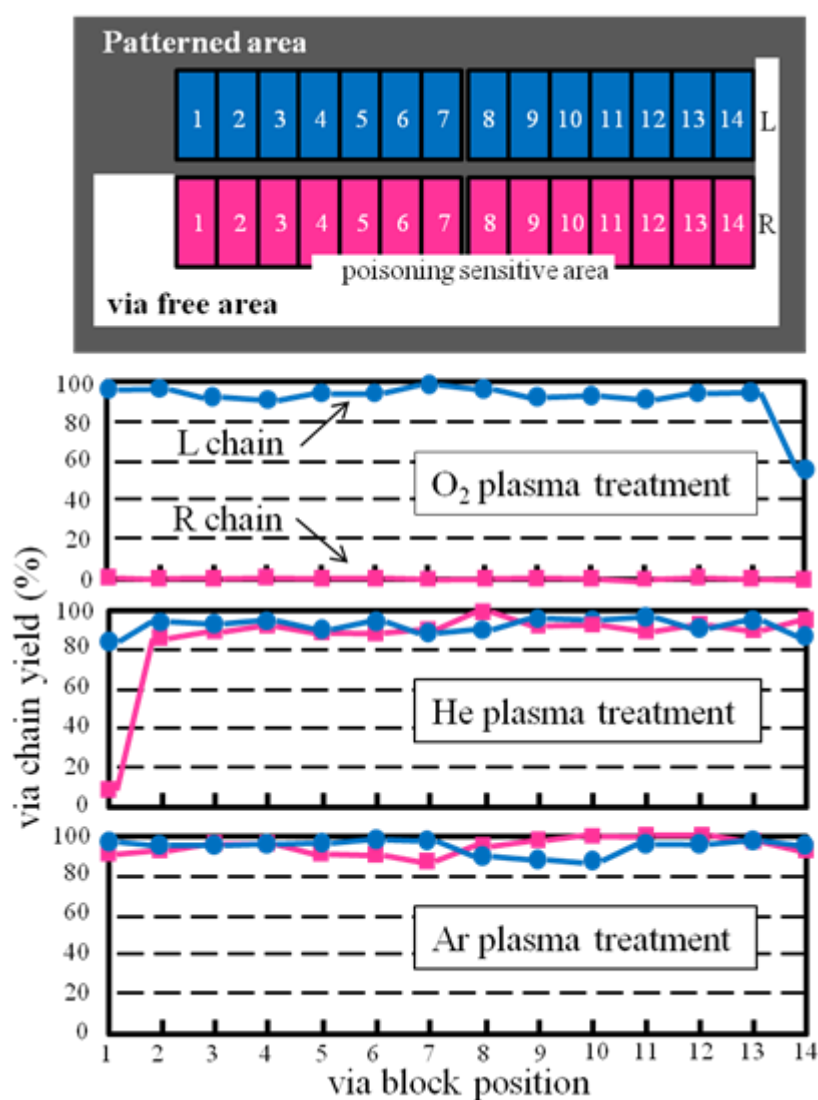 Patterned area
1 2 3 4 5 6 7 8 9 10 11 12 13 14 L
1 2 3 4 5 6 7 8 9 10 11 12 13 14 R
poisoning sensitive area
via free area
via chain yield (%)
100
80
60
40
20
0
L chain
R chain
O₂ plasma treatment
100
80
60
40
20
0
He plasma treatment
100
80
60
40
20
0
Ar plasma treatment
1 2 3 4 5 6 7 8 9 10 11 12 13 14
via block position